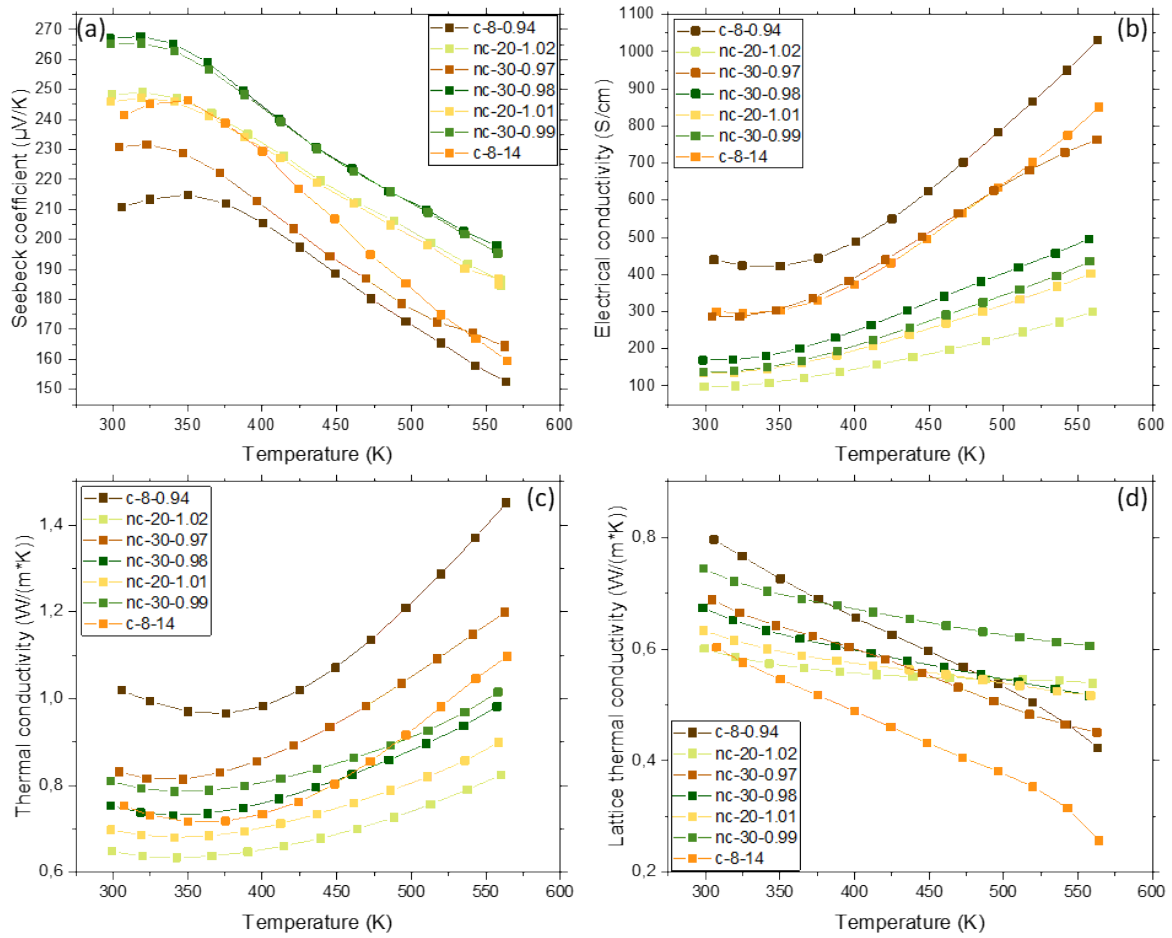 (a)
c-8-0.94
nc-20-1.02
nc-30-0.97
nc-30-0.98
nc-20-1.01
nc-30-0.99
c-8-14
270
260
250
240
230
220
210
200
190
180
170
160
150
Seebeck coefficient (µV/K)
300 350 400 450 500 550 600
Temperature (K)
(b)
c-8-0.94
nc-20-1.02
nc-30-0.97
nc-30-0.98
nc-20-1.01
nc-30-0.99
c-8-14
1100
1000
900
800
700
600
500
400
300
200
100
Electrical conductivity (S/cm)
300 350 400 450 500 550 600
Temperature (K)
(c)
c-8-0.94
nc-20-1.02
nc-30-0.97
nc-30-0.98
nc-20-1.01
nc-30-0.99
c-8-14
1,4
1,2
1,0
0,8
0,6
Thermal conductivity (W/(m*K))
300 350 400 450 500 550 600
Temperature (K)
(d)
c-8-0.94
nc-20-1.02
nc-30-0.97
nc-30-0.98
nc-20-1.01
nc-30-0.99
c-8-14
0,8
0,6
0,4
0,2
Lattice thermal conductivity (W/(m*K))
300 350 400 450 500 550 600
Temperature (K)